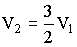 V₂ = 3/2 V₁